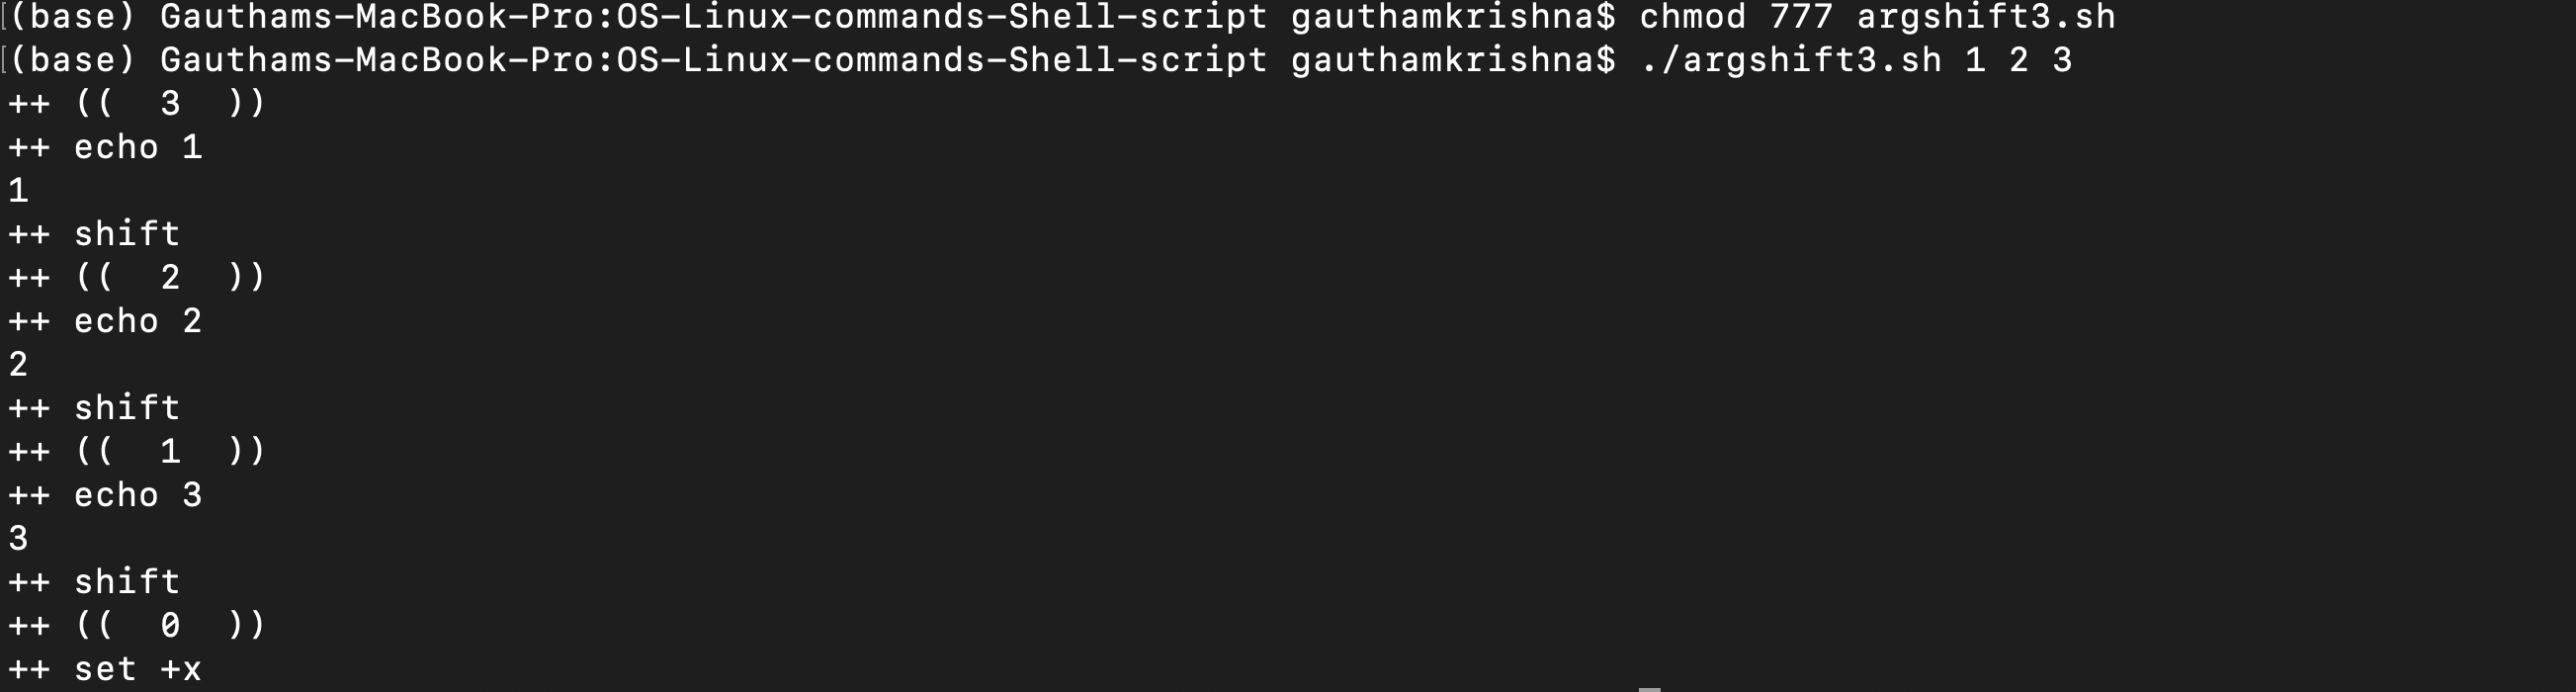 [(base) Gauthams-MacBook-Pro:OS-Linux-commands-Shell-script gauthamkrishna$ chmod 777 argshift3.sh
[(base) Gauthams-MacBook-Pro:OS-Linux-commands-Shell-script gauthamkrishna$ ./argshift3.sh 1 2 3
++ ((  3  ))
++ echo 1
1
++ shift
++ ((  2  ))
++ echo 2
2
++ shift
++ ((  1  ))
++ echo 3
3
++ shift
++ ((  0  ))
++ set +x